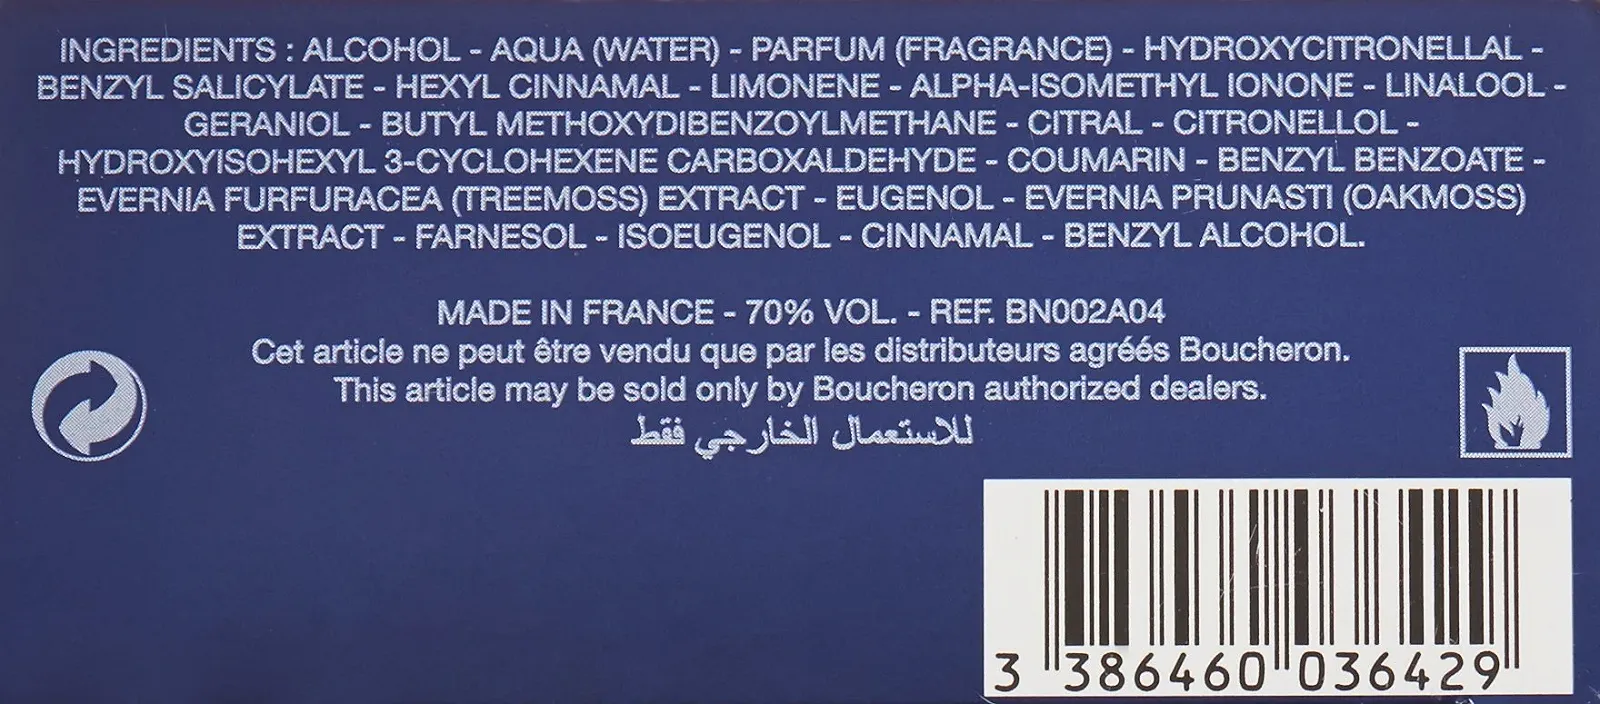 INGREDIENTS : ALCOHOL - AQUA (WATER) - PARFUM (FRAGRANCE) - HYDROXYCITRONELLAL -
BENZYL SALICYLATE - HEXYL CINNAMAL - LIMONENE - ALPHA-ISOMETHYL IONONE - LINALOOL -
GERANIOL - BUTYL METHOXYDIBENZOYLMETHANE - CITRAL - CITRONELLOL -
HYDROXYISOHEXYL 3-CYCLOHEXENE CARBOXALDEHYDE - COUMARIN - BENZYL BENZOATE -
EVERNIA FURFURACEA (TREEMOSS) EXTRACT - EUGENOL - EVERNIA PRUNASTI (OAKMOSS)
EXTRACT - FARNESOL - ISOEUGENOL - CINNAMAL - BENZYL ALCOHOL.
MADE IN FRANCE - 70% VOL. - REF. BN002A04
Cet article ne peut être vendu que par les distributeurs agréés Boucheron.
This article may be sold only by Boucheron authorized dealers.
للاستعمال الخارجي فقط
3 386460 036429